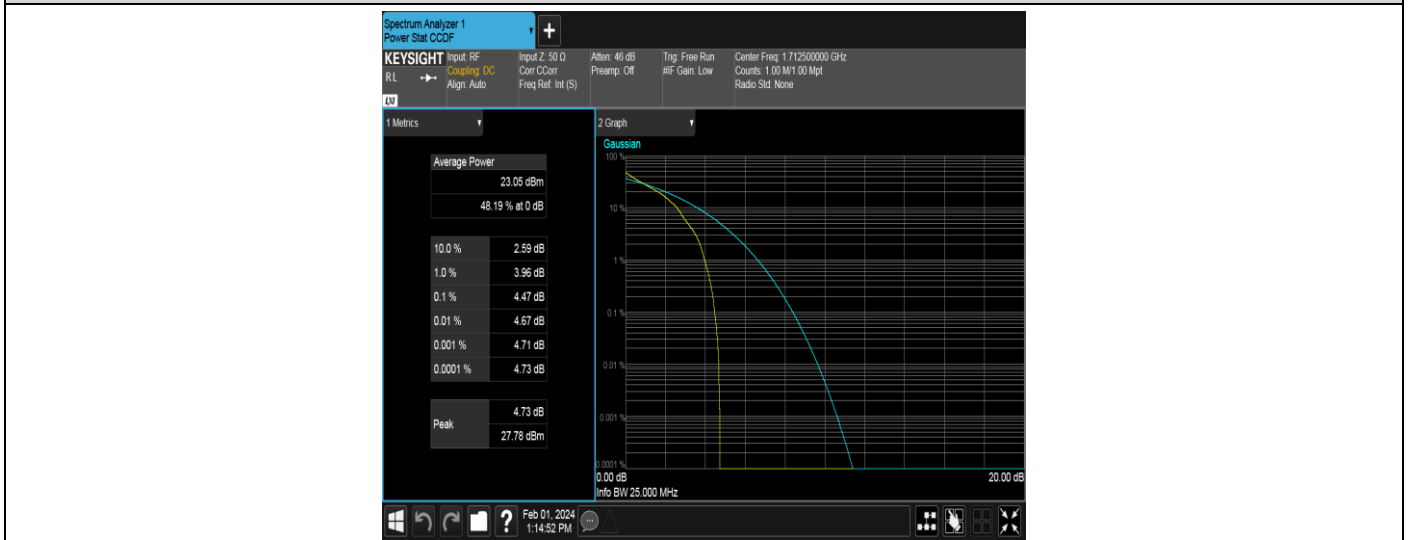 Spectrum Analyzer 1
Power Stat CCDF
+
KEYSIGHT
RL
LXI
Input: RF
Coupling: DC
Align: Auto
Input Z: 50 Ω
Corr CCorr
Freq Ref: Int (S)
Atten: 46 dB
Preamp: Off
Trig: Free Run
#IF Gain: Low
Center Freq: 1.712500000 GHz
Counts: 1.00 M/1.00 Mpt
Radio Std: None
1 Metrics
Average Power
23.05 dBm
48.19 % at 0 dB
10.0 % 2.59 dB
1.0 % 3.96 dB
0.1 % 4.47 dB
0.01 % 4.67 dB
0.001 % 4.71 dB
0.0001 % 4.73 dB
Peak
4.73 dB
27.78 dBm
2 Graph
Gaussian
100 %
10 %
1 %
0.1 %
0.01 %
0.001 %
0.0001 %
0.00 dB 20.00 dB
Info BW 25.000 MHz
?
Feb 01, 2024
1:14:52 PM